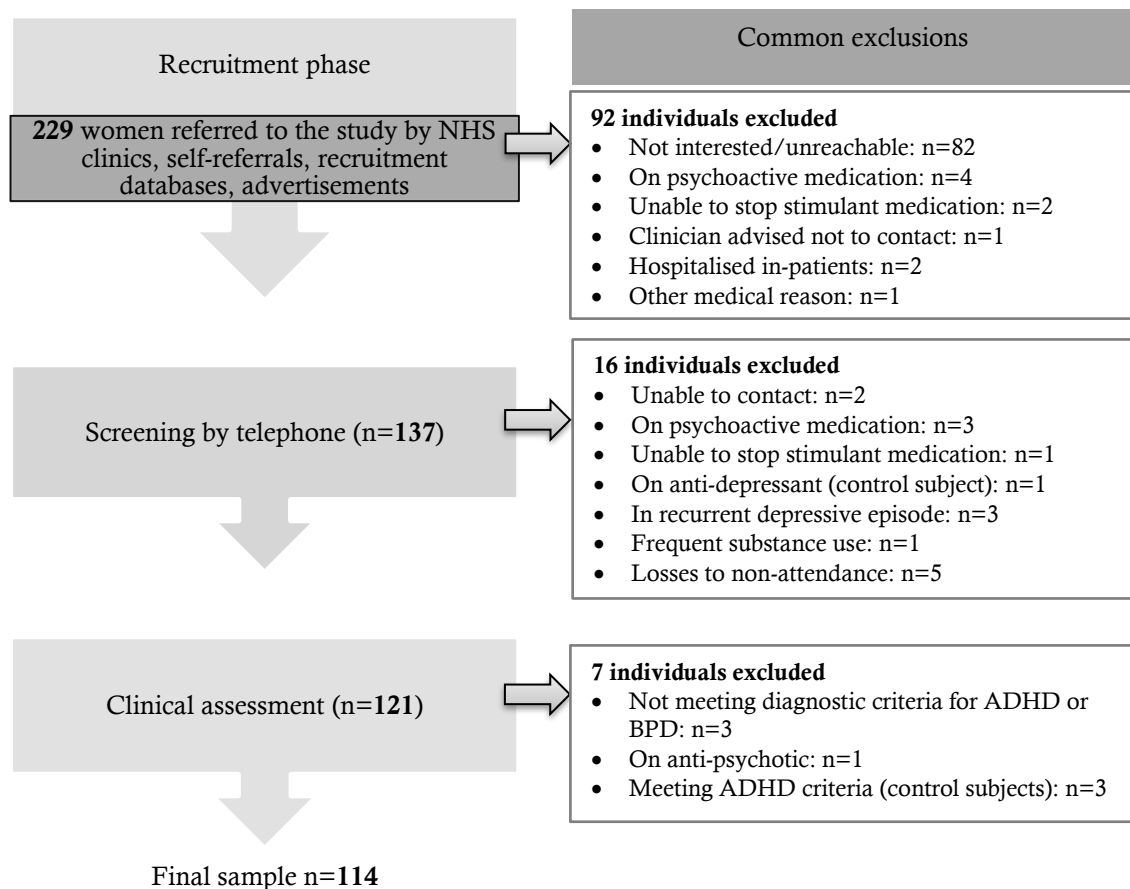 Recruitment phase
229 women referred to the study by NHS
clinics, self-referrals, recruitment
databases, advertisements
Common exclusions
92 individuals excluded
• Not interested/unreachable: n=82
• On psychoactive medication: n=4
• Unable to stop stimulant medication: n=2
• Clinician advised not to contact: n=1
• Hospitalised in-patients: n=2
• Other medical reason: n=1
Screening by telephone (n=137)
16 individuals excluded
• Unable to contact: n=2
• On psychoactive medication: n=3
• Unable to stop stimulant medication: n=1
• On anti-depressant (control subject): n=1
• In recurrent depressive episode: n=3
• Frequent substance use: n=1
• Losses to non-attendance: n=5
Clinical assessment (n=121)
7 individuals excluded
• Not meeting diagnostic criteria for ADHD or
BPD: n=3
• On anti-psychotic: n=1
• Meeting ADHD criteria (control subjects): n=3
Final sample n=114